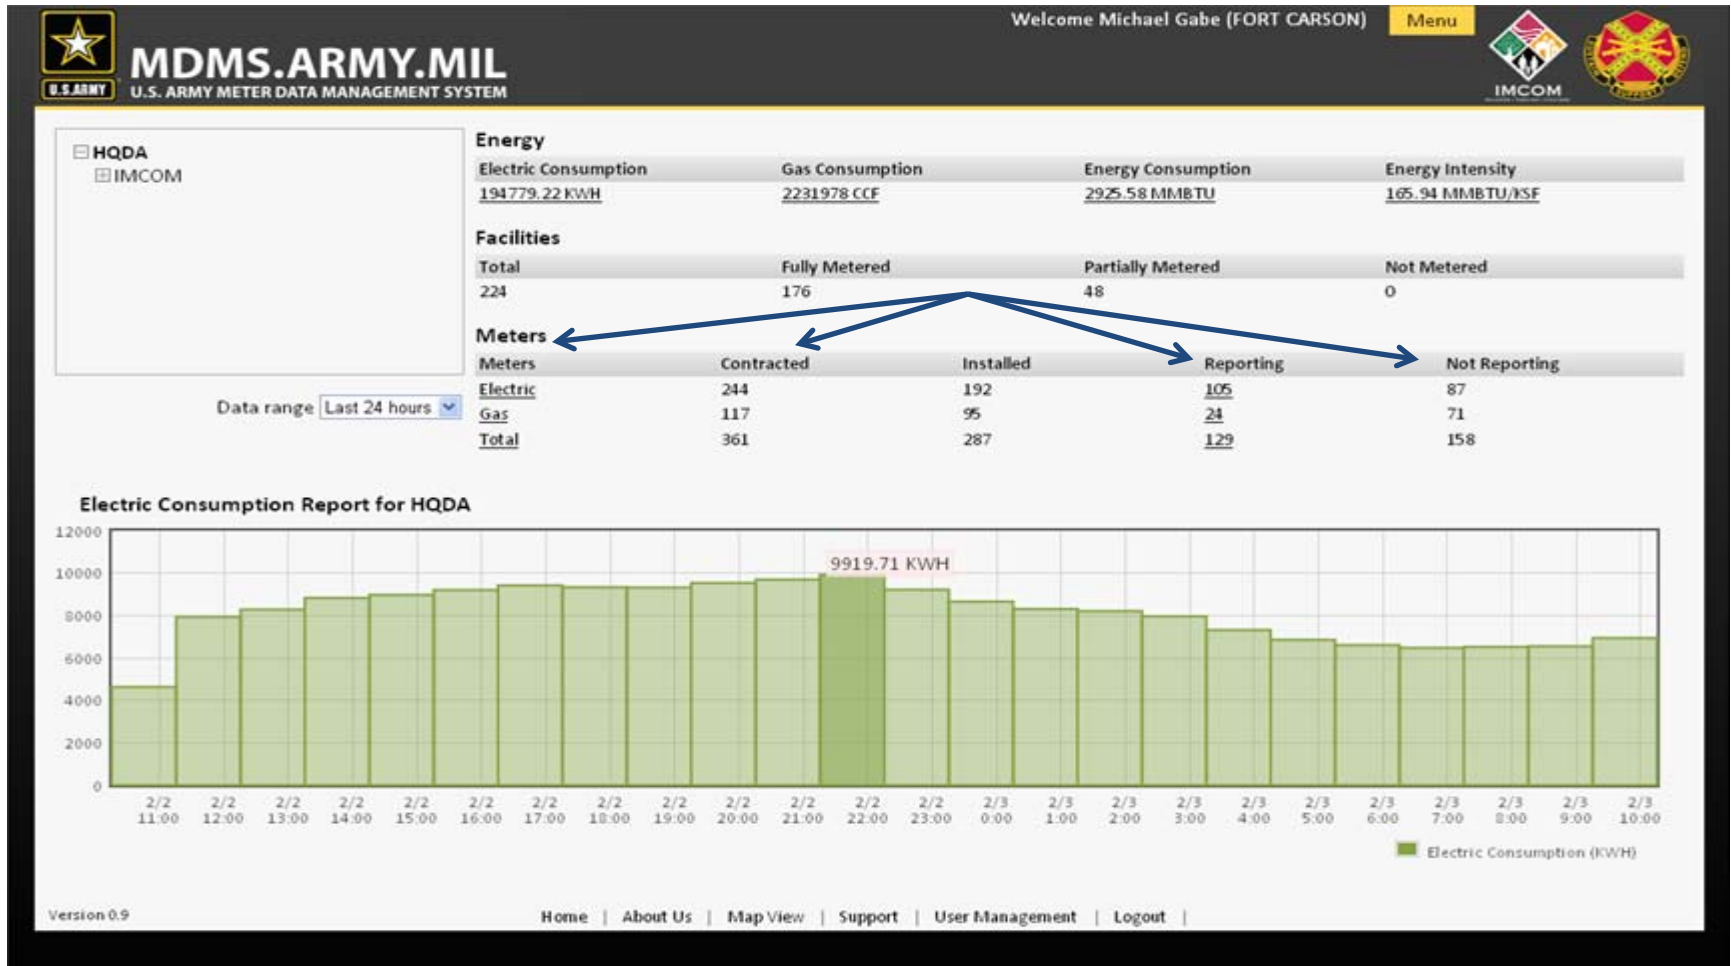 Welcome Michael Gabe (FORT CARSON) Menu
MDMS.ARMY.MIL
U.S.ARMY U.S. ARMY METER DATA MANAGEMENT SYSTEM
IMCOM
HQDA
IMCOM
Data range Last 24 hours
Energy
Electric Consumption Gas Consumption Energy Consumption Energy Intensity
194779.22 KWH 2231978 CCF 2925.58 MMBTU 165.94 MMBTU/KSF
Facilities
Total Fully Metered Partially Metered Not Metered
224 176 48 0
Meters
Meters Contracted Installed Reporting Not Reporting
Electric 244 192 105 87
Gas 117 95 24 71
Total 361 287 129 158
Electric Consumption Report for HQDA
12000
10000
8000
6000
4000
2000
0
9919.71 KWH
2/2 2/2 2/2 2/2 2/2 2/2 2/2 2/2 2/2 2/2 2/2 2/2 2/2 2/3 2/3 2/3 2/3 2/3 2/3 2/3 2/3 2/3 2/3 2/3
11:00 12:00 13:00 14:00 15:00 16:00 17:00 18:00 19:00 20:00 21:00 22:00 23:00 0:00 1:00 2:00 3:00 4:00 5:00 6:00 7:00 8:00 9:00 10:00
Electric Consumption (KWH)
Version 0.9
Home | About Us | Map View | Support | User Management | Logout |